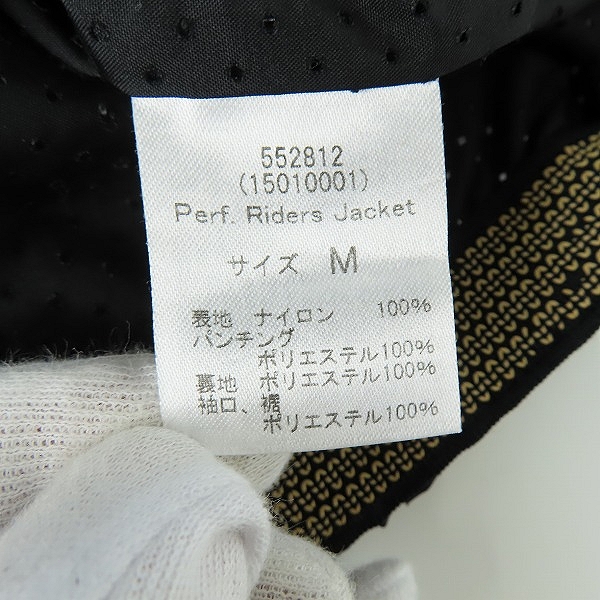 552812
(15010001)
Perf. Riders Jacket
サイズ M
表地 ナイロン 100%
パンチング
ポリエステル100%
裏地 ポリエステル100%
袖口、裾
ポリエステル100%